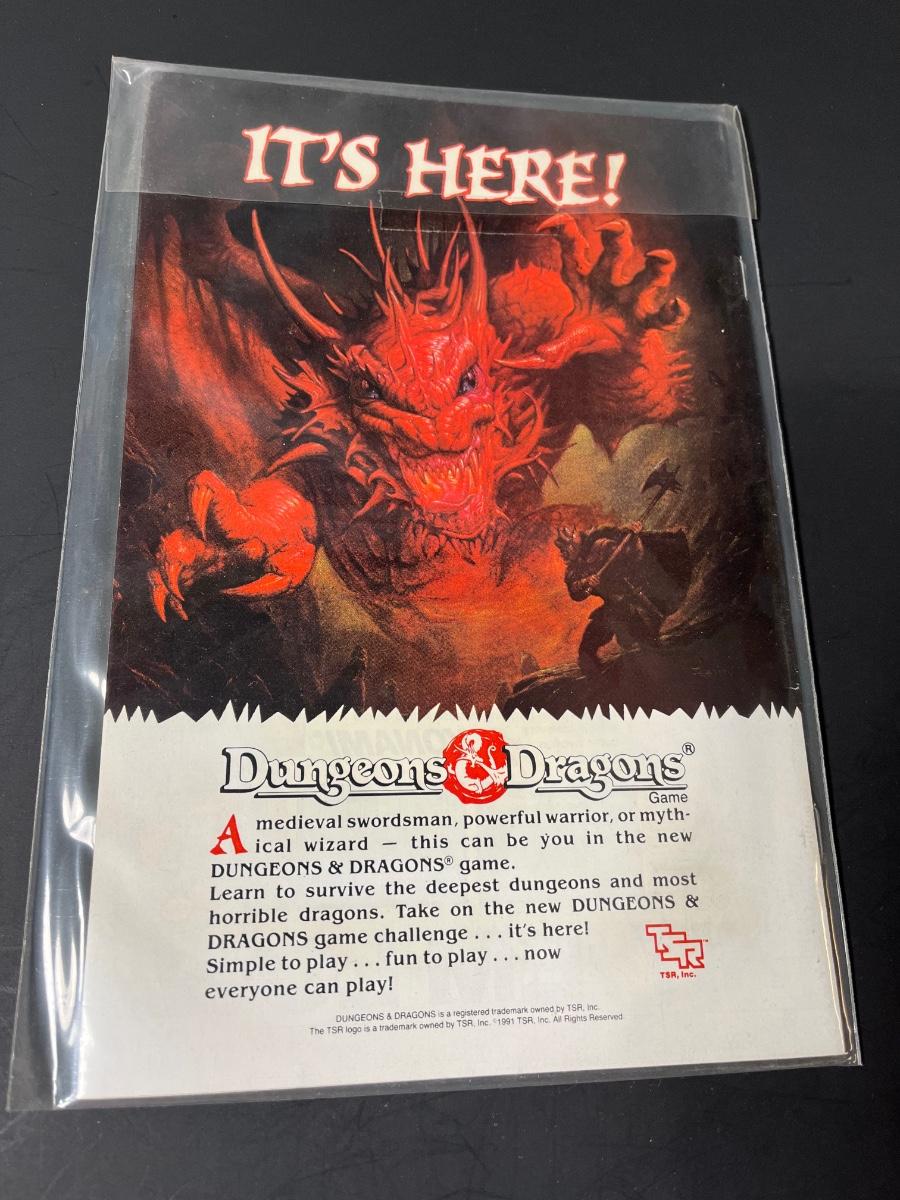 IT'S HERE!
Dungeons & Dragons®
Game
A medieval swordsman, powerful warrior, or myth-
ical wizard — this can be you in the new
DUNGEONS & DRAGONS® game.
Learn to survive the deepest dungeons and most
horrible dragons. Take on the new DUNGEONS &
DRAGONS game challenge . . . it's here!
Simple to play . . . fun to play . . . now
everyone can play!
TSR™
TSR, Inc.
DUNGEONS & DRAGONS is a registered trademark owned by TSR, Inc.
The TSR logo is a trademark owned by TSR, Inc. ©1991 TSR, Inc. All Rights Reserved.